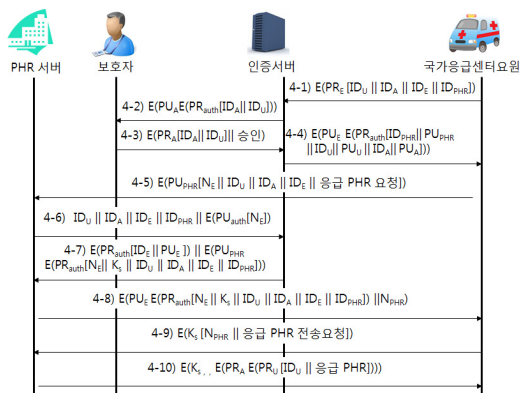 PHR 서버
보호자
인증서버
국가응급센터요원
4-1) E(PR_E [ID_U || ID_A || ID_E || ID_PHR])
4-2) E(PU_AE(PR_auth[ID_A|| ID_U]))
4-3) E(PR_A[ID_A|| ID_U]|| 승인)
4-4) E(PU_E E(PR_auth[ID_PHR|| PU_PHR
|| ID_U|| PU_U || ID_A|| PU_A]))
4-5) E(PU_PHR[N_E || ID_U || ID_A || ID_E || 응급 PHR 요청])
4-6) ID_U || ID_A || ID_E || ID_PHR || E(PU_auth[N_E])
4-7) E(PR_auth[ID_E || PU_E ]) || E(PU_PHR
E(PR_auth[N_E|| K_s || ID_U || ID_A || ID_E || ID_PHR]))
4-8) E(PU_E E(PR_auth[N_E || K_s || ID_U || ID_A || ID_E || ID_PHR]) ||N_PHR)
4-9) E(K_s [N_PHR || 응급 PHR 전송요청])
4-10) E(K_s , , E(PR_A E(PR_U [ID_U || 응급 PHR])))